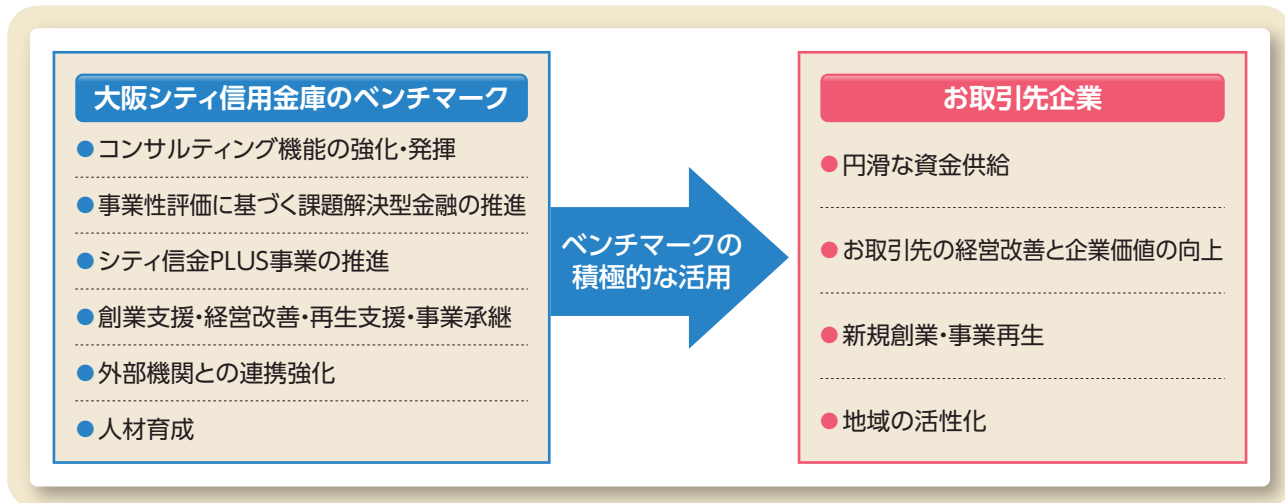 大阪シティ信用金庫のベンチマーク
●コンサルティング機能の強化・発揮
●事業性評価に基づく課題解決型金融の推進
●シティ信金PLUS事業の推進
●創業支援・経営改善・再生支援・事業承継
●外部機関との連携強化
●人材育成
ベンチマークの
積極的な活用
お取引先企業
●円滑な資金供給
●お取引先の経営改善と企業価値の向上
●新規創業・事業再生
●地域の活性化